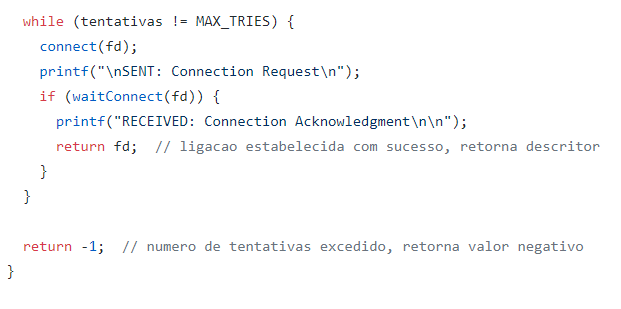 while (tentativas != MAX_TRIES) {
connect(fd);
printf("\nSENT: Connection Request\n");
if (waitConnect(fd)) {
printf("RECEIVED: Connection Acknowledgment\n\n");
return fd;  // ligacao estabelecida com sucesso, retorna descritor
}
}
return -1;  // numero de tentativas excedido, retorna valor negativo
}